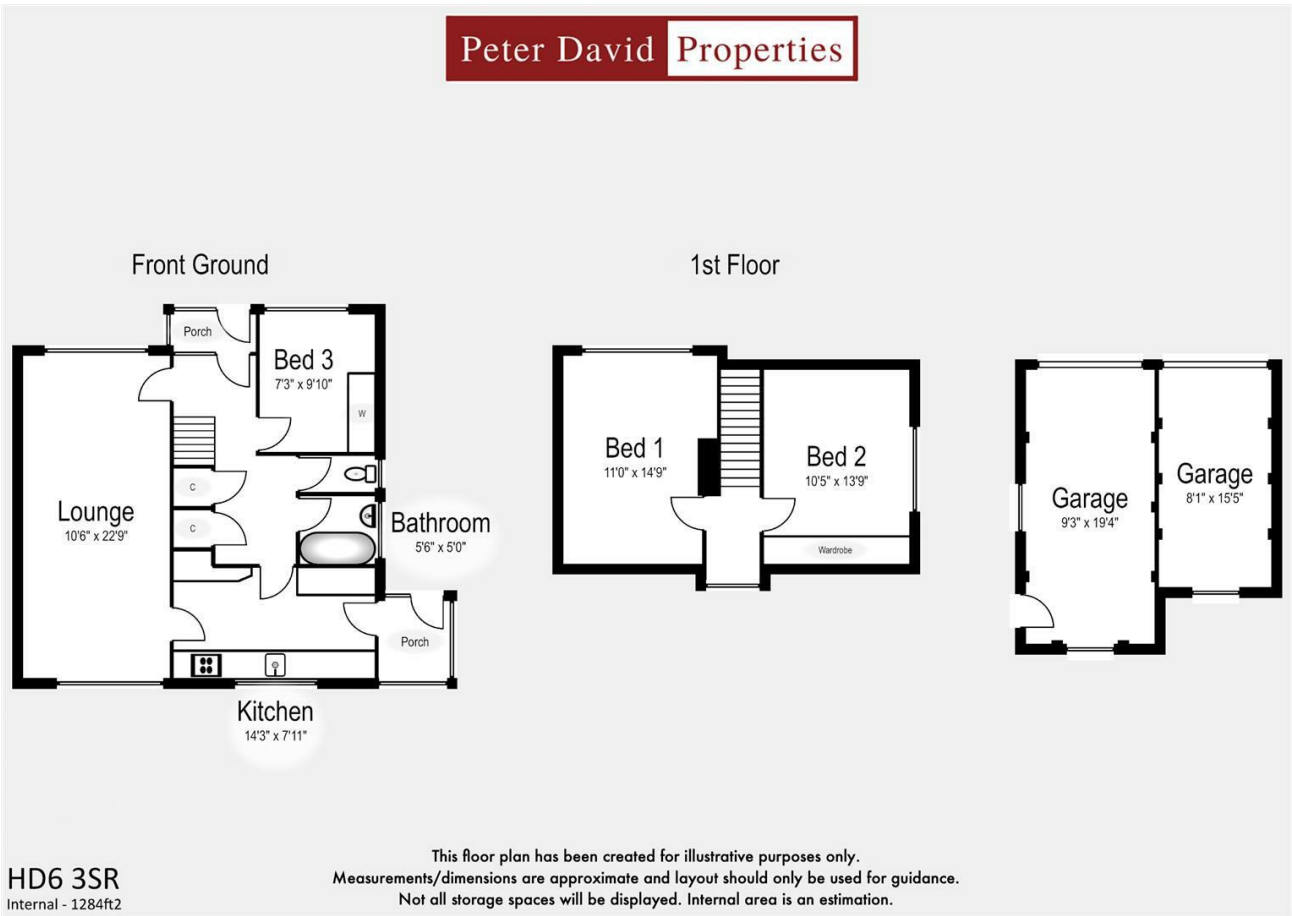 Peter David Properties
Front Ground
1st Floor
Porch
Bed 3
7'3" x 9'10"
W
C
C
Lounge
10'6" x 22'9"
Bathroom
5'6" x 5'0"
Porch
Kitchen
14'3" x 7'11"
Bed 1
11'0" x 14'9"
Bed 2
10'5" x 13'9"
Wardrobe
Garage
9'3" x 19'4"
Garage
8'1" x 15'5"
This floor plan has been created for illustrative purposes only.
Measurements/dimensions are approximate and layout should only be used for guidance.
Not all storage spaces will be displayed. Internal area is an estimation.
HD6 3SR
Internal - 1284ft2